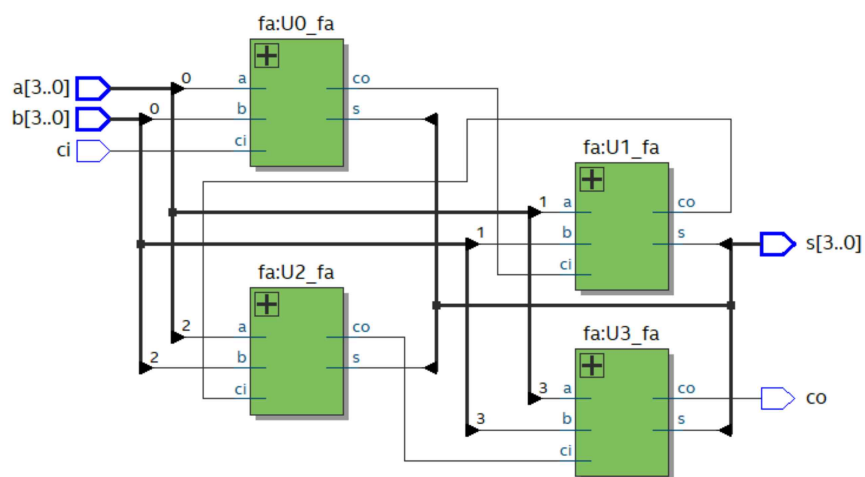 fa:U0_fa
a[3..0]
0
a
co
b[3..0]
0
b
s
ci
ci
fa:U1_fa
1
a
co
1
b
s
s[3..0]
ci
fa:U2_fa
2
a
co
2
b
s
ci
fa:U3_fa
3
a
co
co
3
b
s
ci